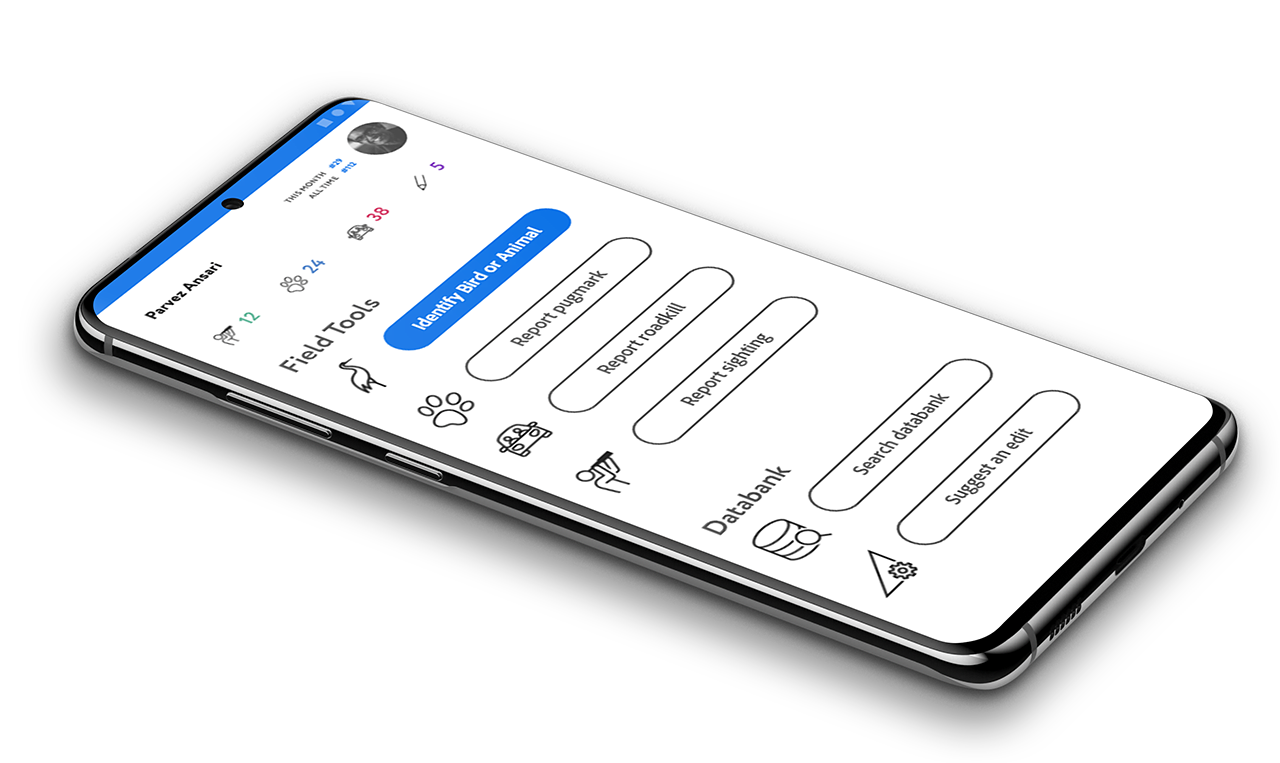 Parvez Ansari
THIS MONTH #29
ALL TIME #112
12
24
38
5
Field Tools
Identify Bird or Animal
Report pugmark
Report roadkill
Report sighting
Databank
Search databank
Suggest an edit